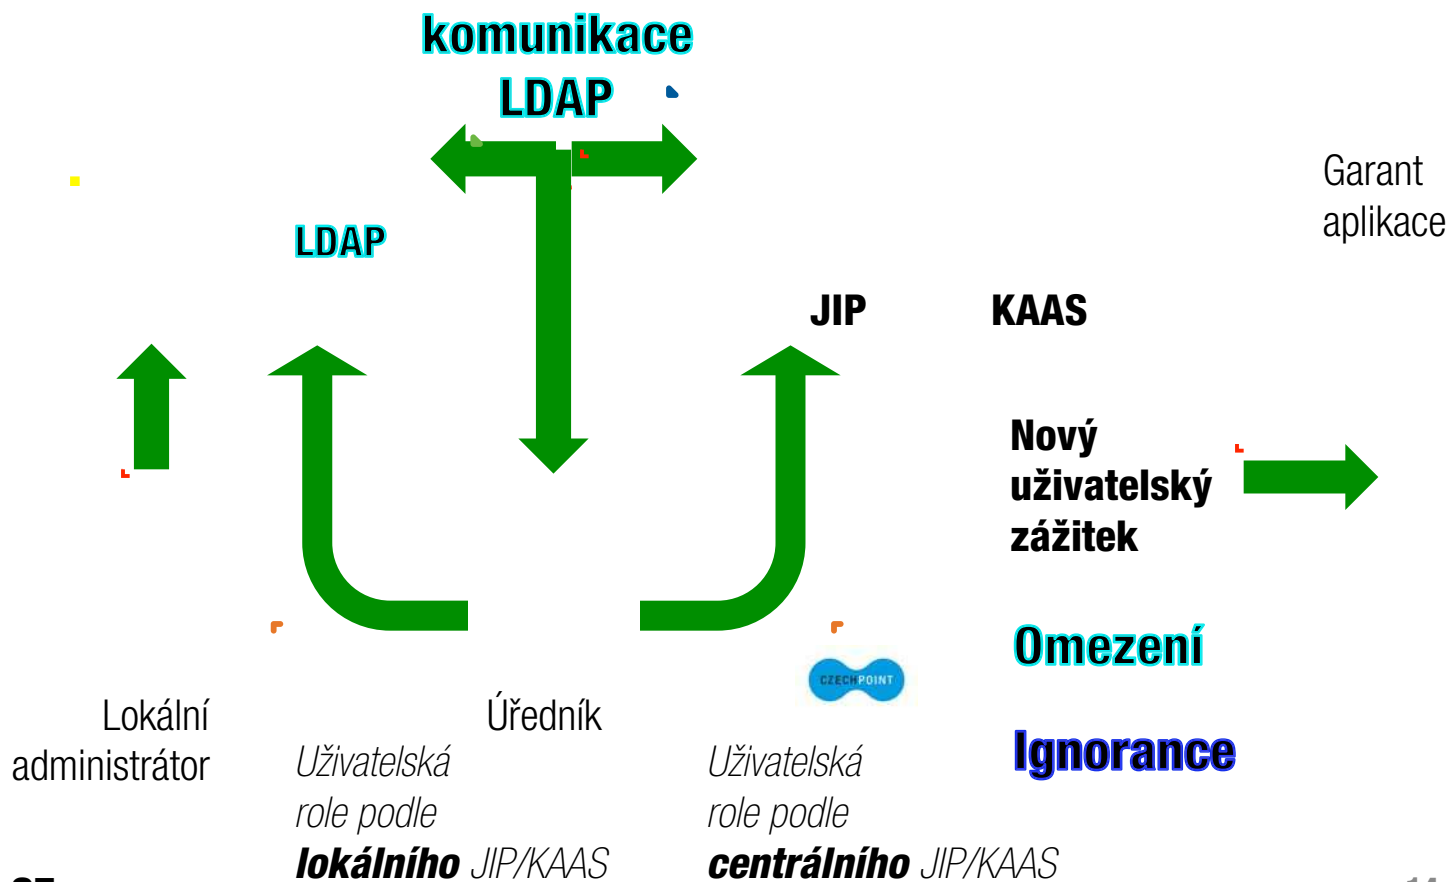 komunikace
LDAP
Garant
aplikace
LDAP
JIP
KAAS
Nový
uživatelský
zážitek
Omezení
CZECHPOINT
Lokální
administrátor
Úředník
Ignorance
Uživatelská
role podle
lokálního JIP/KAAS
Uživatelská
role podle
centrálního JIP/KAAS